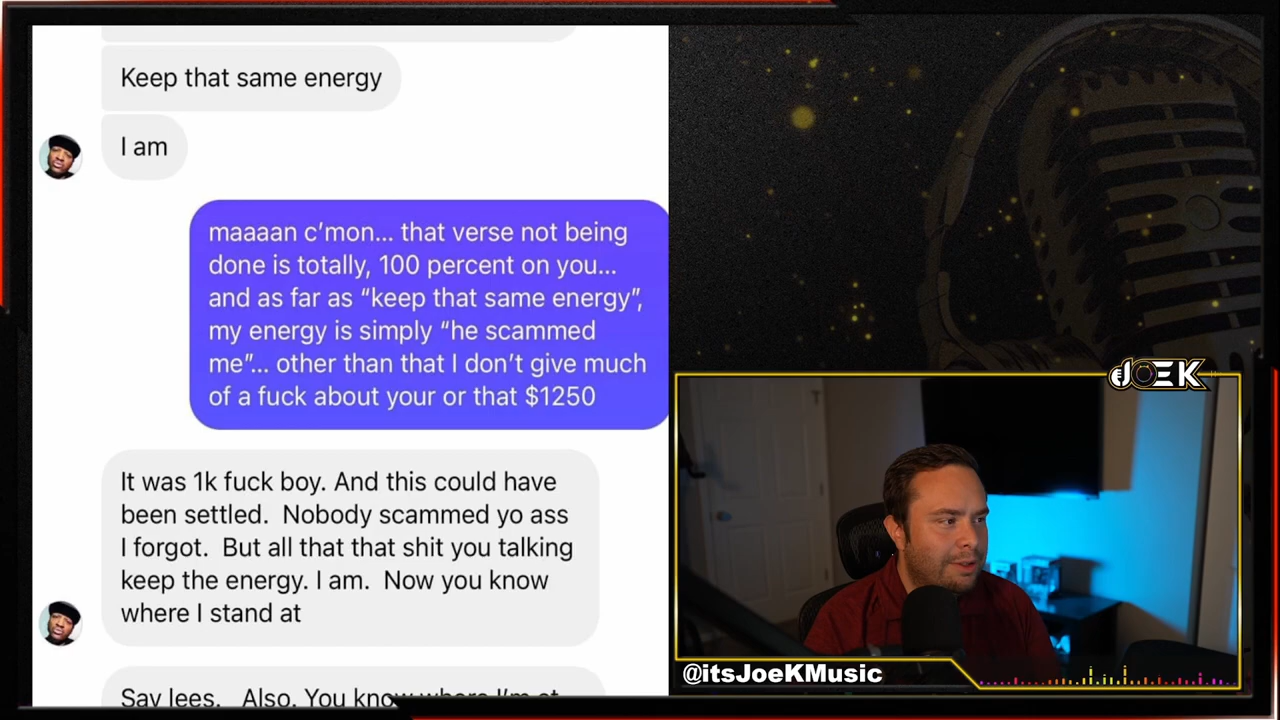 Keep that same energy
I am
maaaan c'mon... that verse not being
done is totally, 100 percent on you...
and as far as “keep that same energy”,
my energy is simply “he scammed
me”... other than that I don't give much
of a fuck about your or that $1250
It was 1k fuck boy. And this could have
been settled.  Nobody scammed yo ass
I forgot.  But all that that shit you talking
keep the energy. I am.  Now you know
where I stand at
Say lees.   Also. You know where I'm at
JOEK
@itsJoeKMusic